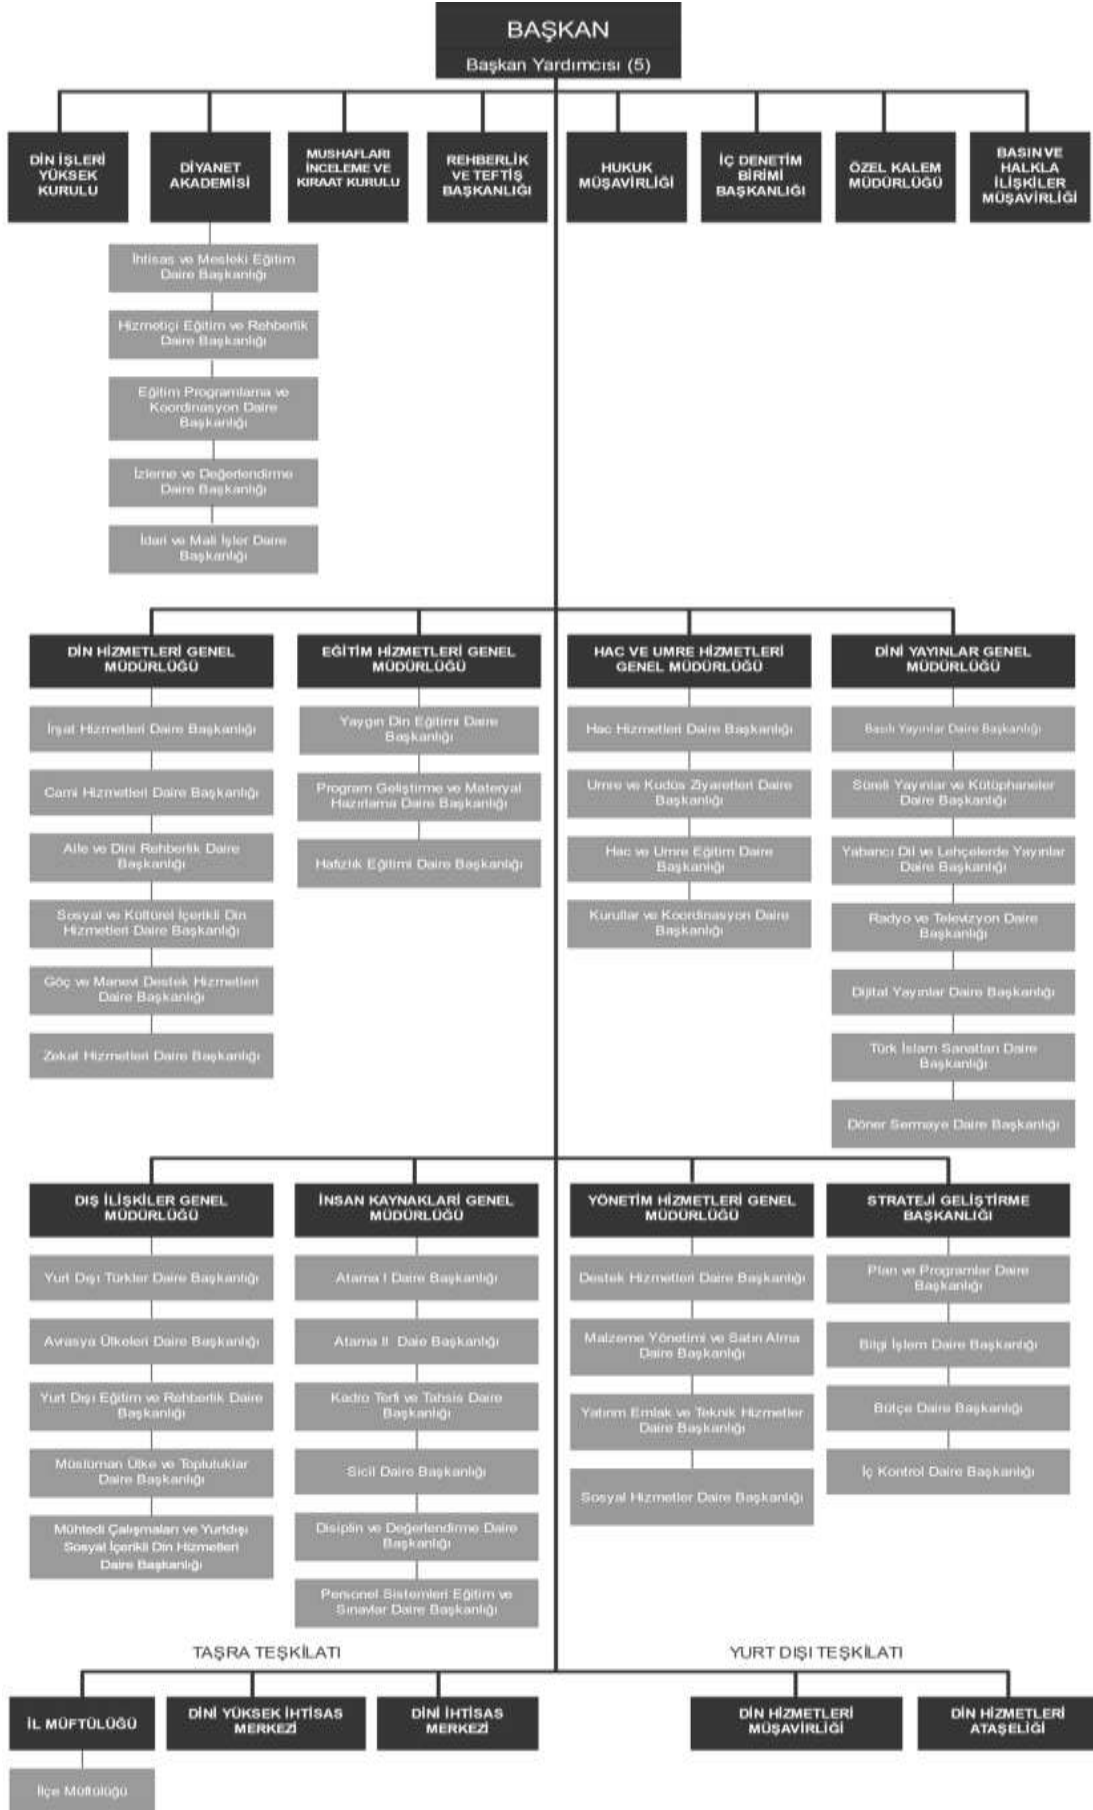 BAŞKAN
Başkan Yardımcısı (5)
DİN İŞLERİ
YÜKSEK
KURULU
DİYANET
AKADEMİSİ
MUSHAFLARI
İNCELEME VE
KIRAAT KURULU
REHBERLİK
VE TEFTİŞ
BAŞKANLIĞI
HUKUK
MÜŞAVİRLİĞİ
İÇ DENETİM
BİRİMİ
BAŞKANLIĞI
ÖZEL KALEM
MÜDÜRLÜĞÜ
BASIN VE
HALKLA
İLİŞKİLER
MÜŞAVİRLİĞİ
İhtisas ve Mesleki Eğitim
Daire Başkanlığı
Hizmetiçi Eğitim ve Rehberlik
Daire Başkanlığı
Eğitim Programlama ve
Koordinasyon Daire
Başkanlığı
İzleme ve Değerlendirme
Daire Başkanlığı
İdari ve Mali İşler Daire
Başkanlığı
DİN HİZMETLERİ GENEL
MÜDÜRLÜĞÜ
İrşat Hizmetleri Daire Başkanlığı
Cami Hizmetleri Daire Başkanlığı
Aile ve Dini Rehberlik Daire
Başkanlığı
Sosyal ve Kültürel İçerikli Din
Hizmetleri Daire Başkanlığı
Göç ve Manevi Destek Hizmetleri
Daire Başkanlığı
Zekat Hizmetleri Daire Başkanlığı
EĞİTİM HİZMETLERİ GENEL
MÜDÜRLÜĞÜ
Yaygın Din Eğitimi Daire
Başkanlığı
Program Geliştirme ve Materyal
Hazırlama Daire Başkanlığı
Hafızlık Eğitimi Daire Başkanlığı
HAC VE UMRE HİZMETLERİ
GENEL MÜDÜRLÜĞÜ
Hac Hizmetleri Daire Başkanlığı
Umre ve Kudüs Ziyaretleri Daire
Başkanlığı
Hac ve Umre Eğitim Daire
Başkanlığı
Kurullar ve Koordinasyon Daire
Başkanlığı
DİNİ YAYINLAR GENEL
MÜDÜRLÜĞÜ
Basılı Yayınlar Daire Başkanlığı
Süreli Yayınlar ve Kütüphaneler
Daire Başkanlığı
Yabancı Dil ve Lehçelerde Yayınlar
Daire Başkanlığı
Radyo ve Televizyon Daire
Başkanlığı
Dijital Yayınlar Daire Başkanlığı
Türk İslam Sanatları Daire
Başkanlığı
Döner Sermaye Daire Başkanlığı
DIŞ İLİŞKİLER GENEL
MÜDÜRLÜĞÜ
Yurt Dışı Türkler Daire Başkanlığı
Avrasya Ülkeleri Daire Başkanlığı
Yurt Dışı Eğitim ve Rehberlik Daire
Başkanlığı
Müslüman Ülke ve Topluluklar
Daire Başkanlığı
Mühtedi Çalışmaları ve Yurtdışı
Sosyal İçerikli Din Hizmetleri
Daire Başkanlığı
İNSAN KAYNAKLARI GENEL
MÜDÜRLÜĞÜ
Atama I Daire Başkanlığı
Atama II Daie Başkanlığı
Kadro Terfi ve Tahsis Daire
Başkanlığı
Sicil Daire Başkanlığı
Disiplin ve Değerlendirme Daire
Başkanlığı
Personel Sistemleri Eğitim ve
Sınavlar Daire Başkanlığı
YÖNETİM HİZMETLERİ GENEL
MÜDÜRLÜĞÜ
Destek Hizmetleri Daire Başkanlığı
Malzeme Yönetimi ve Satın Alma
Daire Başkanlığı
Yatırım Emlak ve Teknik Hizmetler
Daire Başkanlığı
Sosyal Hizmetler Daire Başkanlığı
STRATEJİ GELİŞTİRME
BAŞKANLIĞI
Plan ve Programlar Daire
Başkanlığı
Bilgi İşlem Daire Başkanlığı
Bütçe Daire Başkanlığı
İç Kontrol Daire Başkanlığı
TAŞRA TEŞKİLATI
YURT DIŞI TEŞKİLATI
İL MÜFTÜLÜĞÜ
DİNİ YÜKSEK İHTİSAS
MERKEZİ
DİNİ İHTİSAS
MERKEZİ
DİN HİZMETLERİ
MÜŞAVİRLİĞİ
DİN HİZMETLERİ
ATAŞELİĞİ
İlçe Müftülüğü